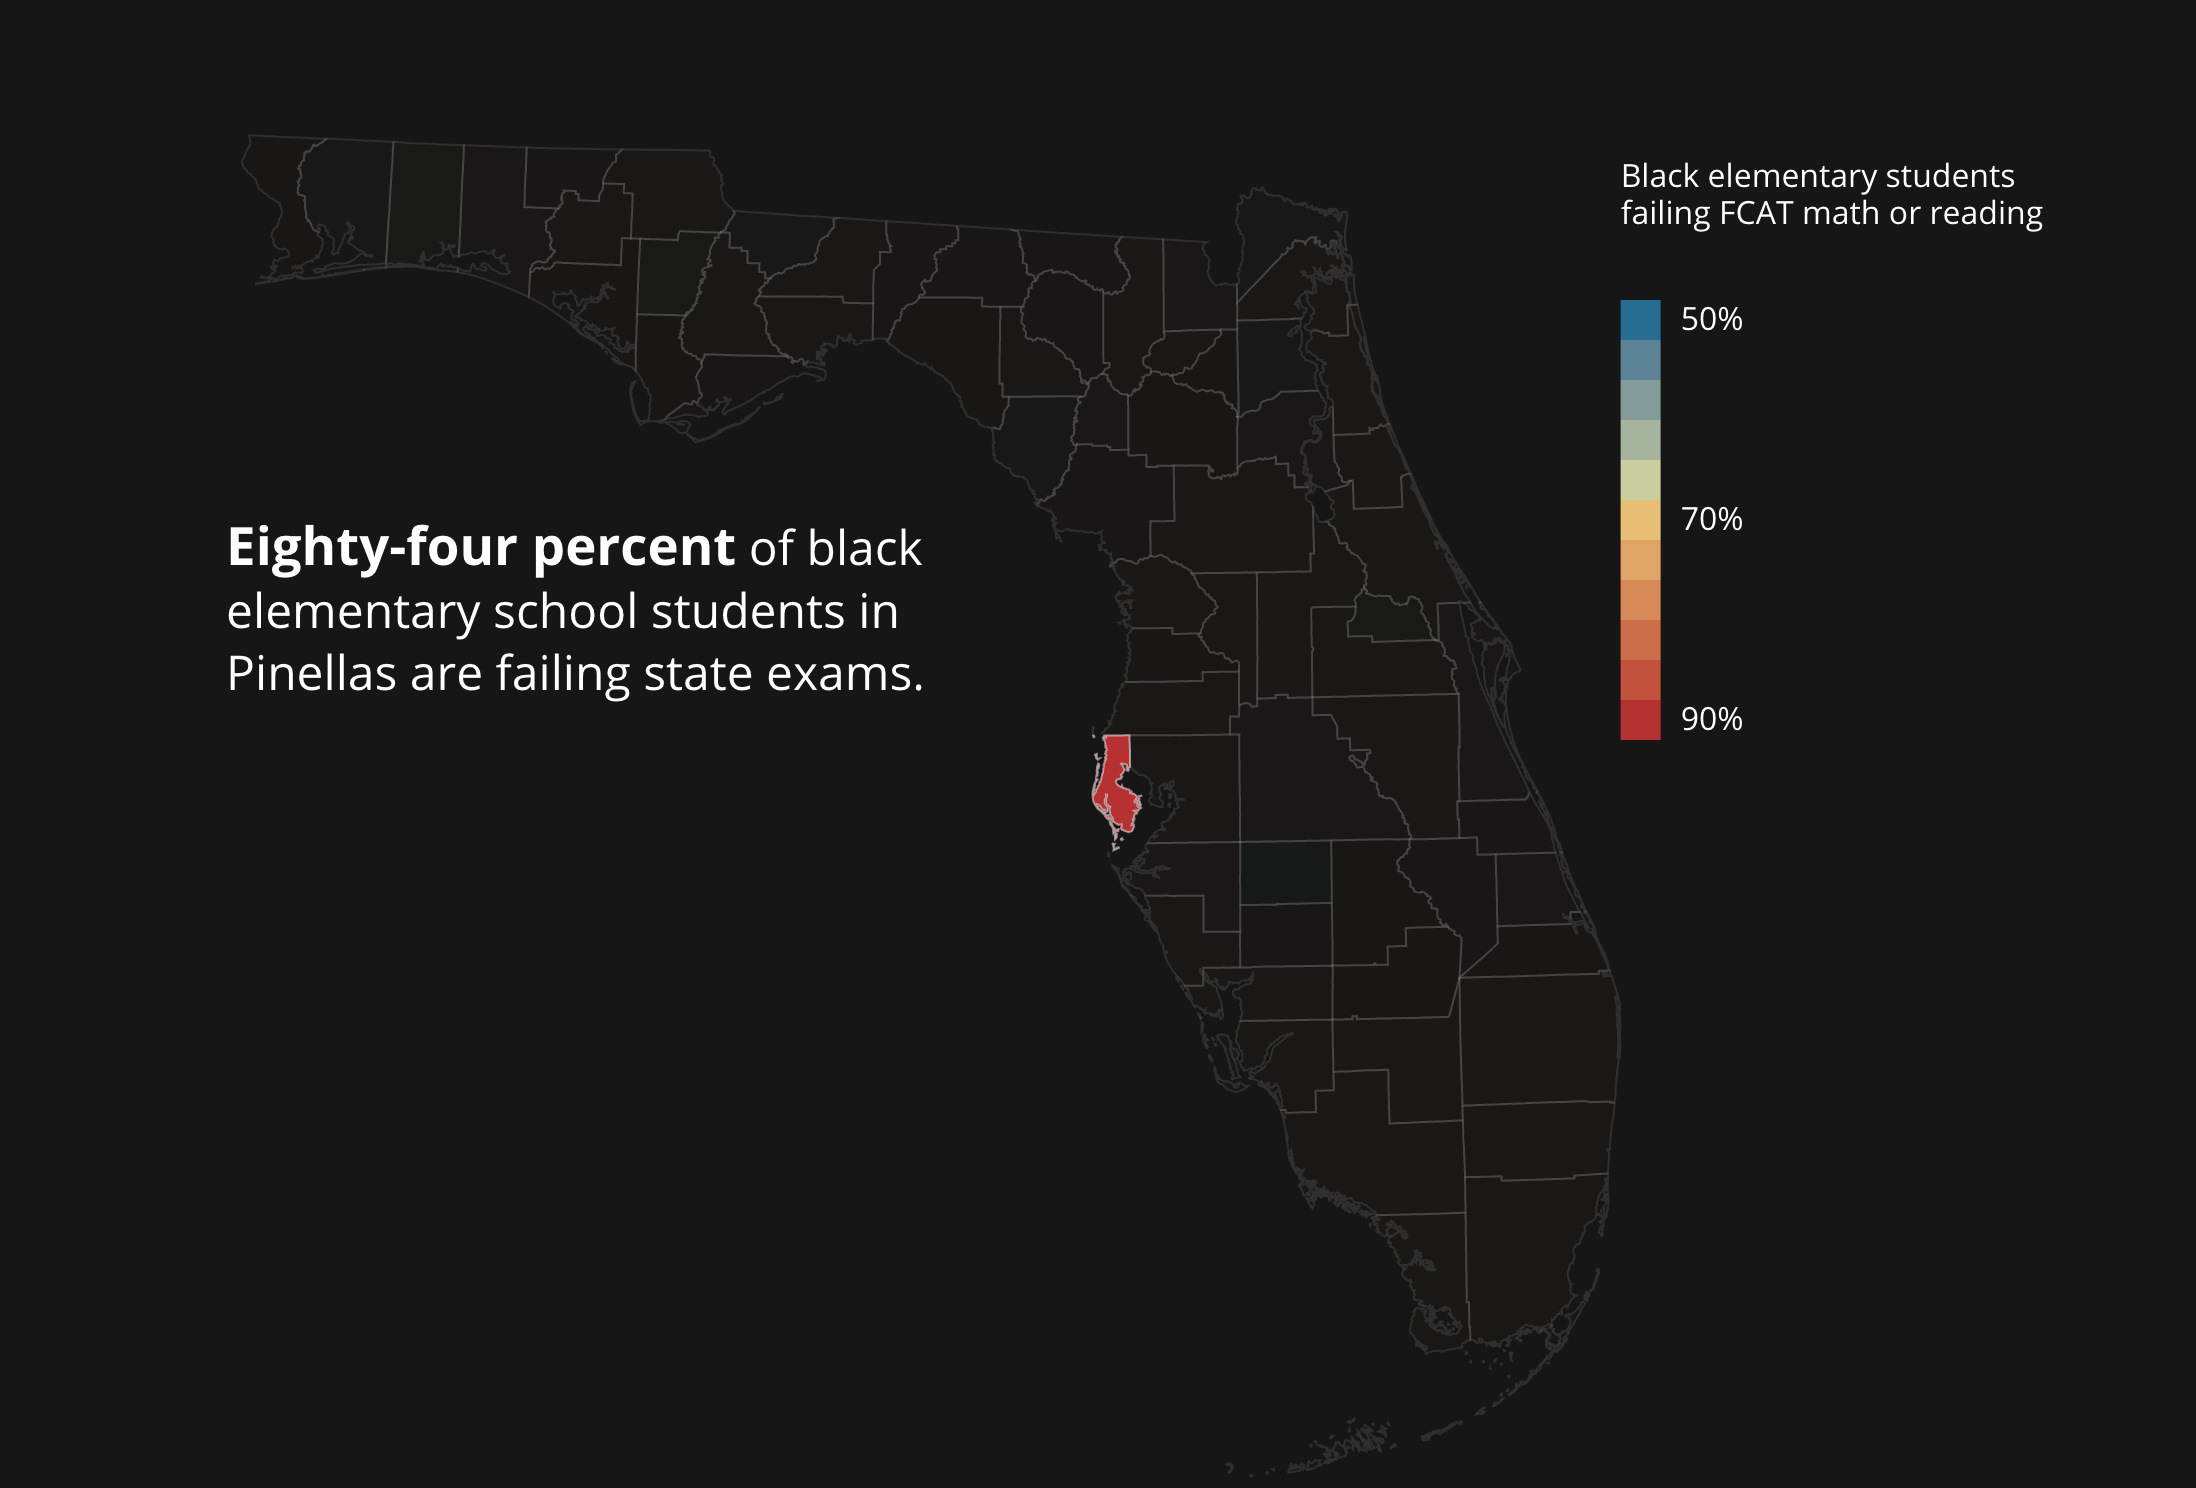 Black elementary students
failing FCAT math or reading
50%
70%
90%
Eighty-four percent of black
elementary school students in
Pinellas are failing state exams.